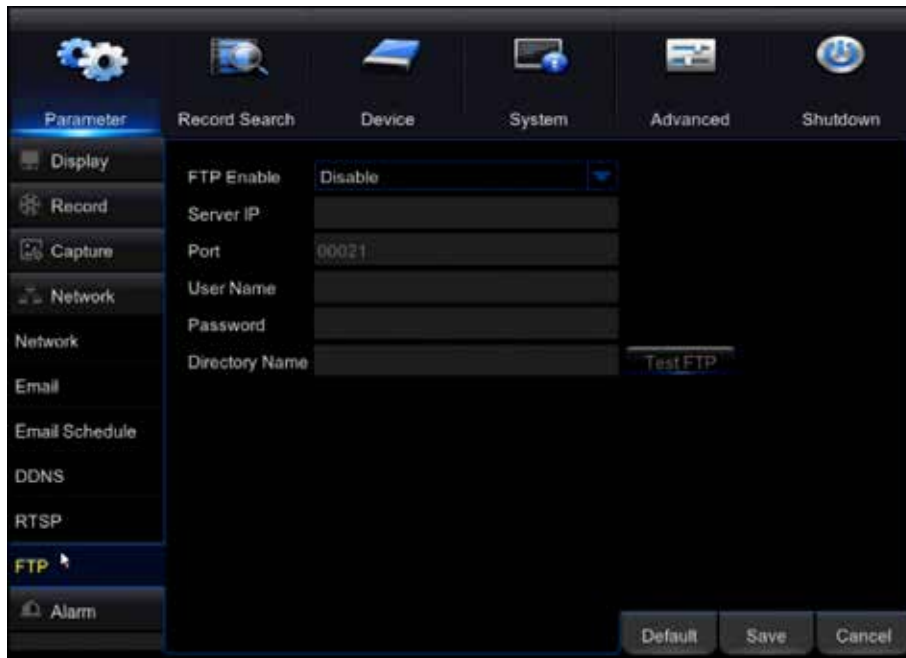 Parameter Record Search Device System Advanced Shutdown
Display
Record
Capture
Network
Network
Email
Email Schedule
DDNS
RTSP
FTP
Alarm
FTP Enable Disable
Server IP
Port 00021
User Name
Password
Directory Name Test FTP
Default Save Cancel